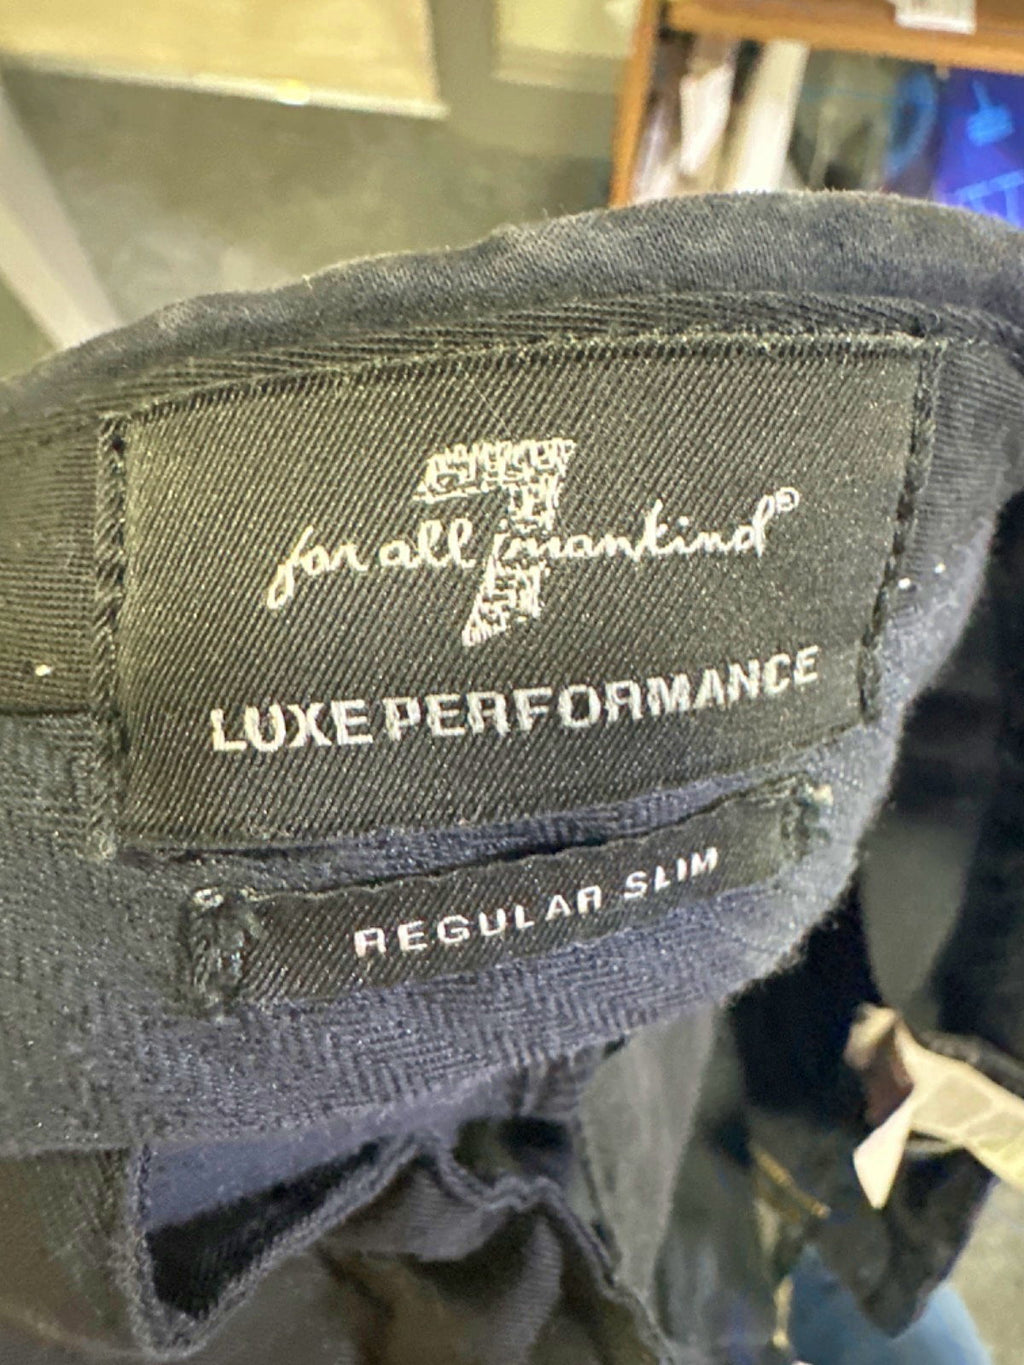 7
for all mankind®
LUXE PERFORMANCE
REGULAR SLIM